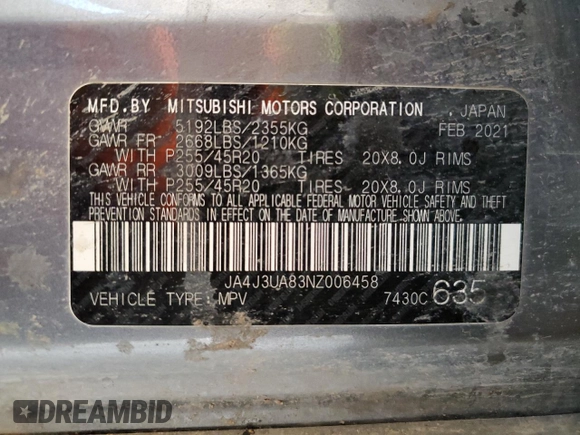 MFD. BY MITSUBISHI MOTORS CORPORATION , JAPAN
GVWR 5192LBS/2355KG FEB 2021
GAWR FR 2668LBS/1210KG
WITH P255/45R20 TIRES 20X8.0J RIMS
GAWR RR 3009LBS/1365KG
WITH P255/45R20 TIRES 20X8.0J RIMS
THIS VEHICLE CONFORMS TO ALL APPLICABLE FEDERAL MOTOR VEHICLE SAFETY AND THEFT
PREVENTION STANDARDS IN EFFECT ON THE DATE OF MANUFACTURE SHOWN ABOVE.
JA4J3UA83NZ006458
VEHICLE TYPE: MPV 7430C 635
DREAMBID